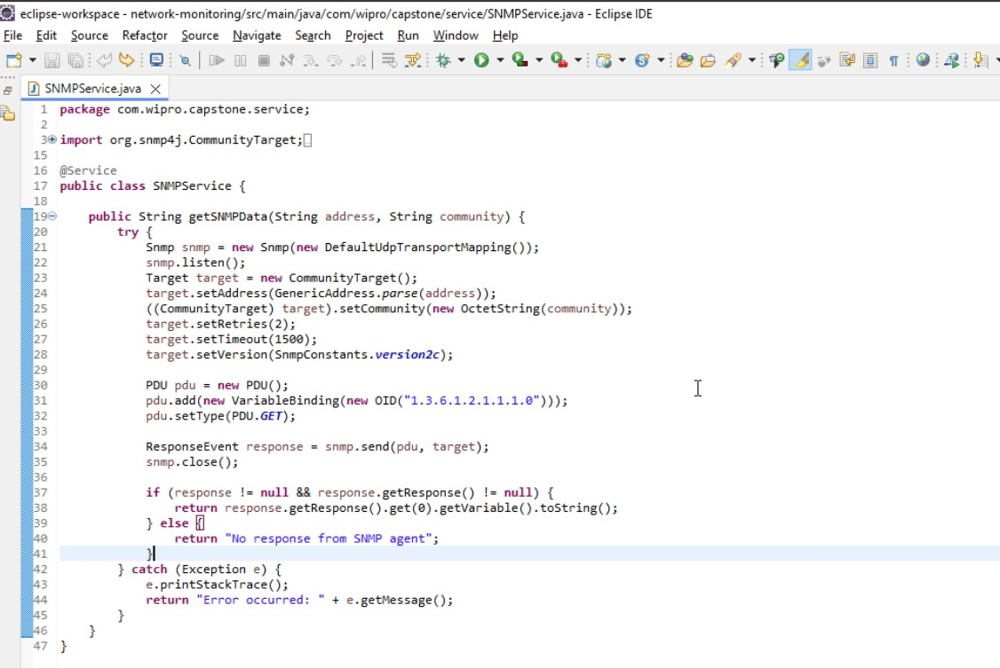 eclipse-workspace - network-monitoring/src/main/java/com/wipro/capstone/service/SNMPService.java - Eclipse IDE
File Edit Source Refactor Source Navigate Search Project Run Window Help
SNMPService.java
1 package com.wipro.capstone.service;
2
3 import org.snmp4j.CommunityTarget;
15
16 @Service
17 public class SNMPService {
18
19     public String getSNMPData(String address, String community) {
20         try {
21             Snmp snmp = new Snmp(new DefaultUdpTransportMapping());
22             snmp.listen();
23             Target target = new CommunityTarget();
24             target.setAddress(GenericAddress.parse(address));
25             ((CommunityTarget) target).setCommunity(new OctetString(community));
26             target.setRetries(2);
27             target.setTimeout(1500);
28             target.setVersion(SnmpConstants.version2c);
29
30             PDU pdu = new PDU();
31             pdu.add(new VariableBinding(new OID("1.3.6.1.2.1.1.1.0")));
32             pdu.setType(PDU.GET);
33
34             ResponseEvent response = snmp.send(pdu, target);
35             snmp.close();
36
37             if (response != null && response.getResponse() != null) {
38                 return response.getResponse().get(0).getVariable().toString();
39             } else {
40                 return "No response from SNMP agent";
41             }
42         } catch (Exception e) {
43             e.printStackTrace();
44             return "Error occurred: " + e.getMessage();
45         }
46     }
47 }